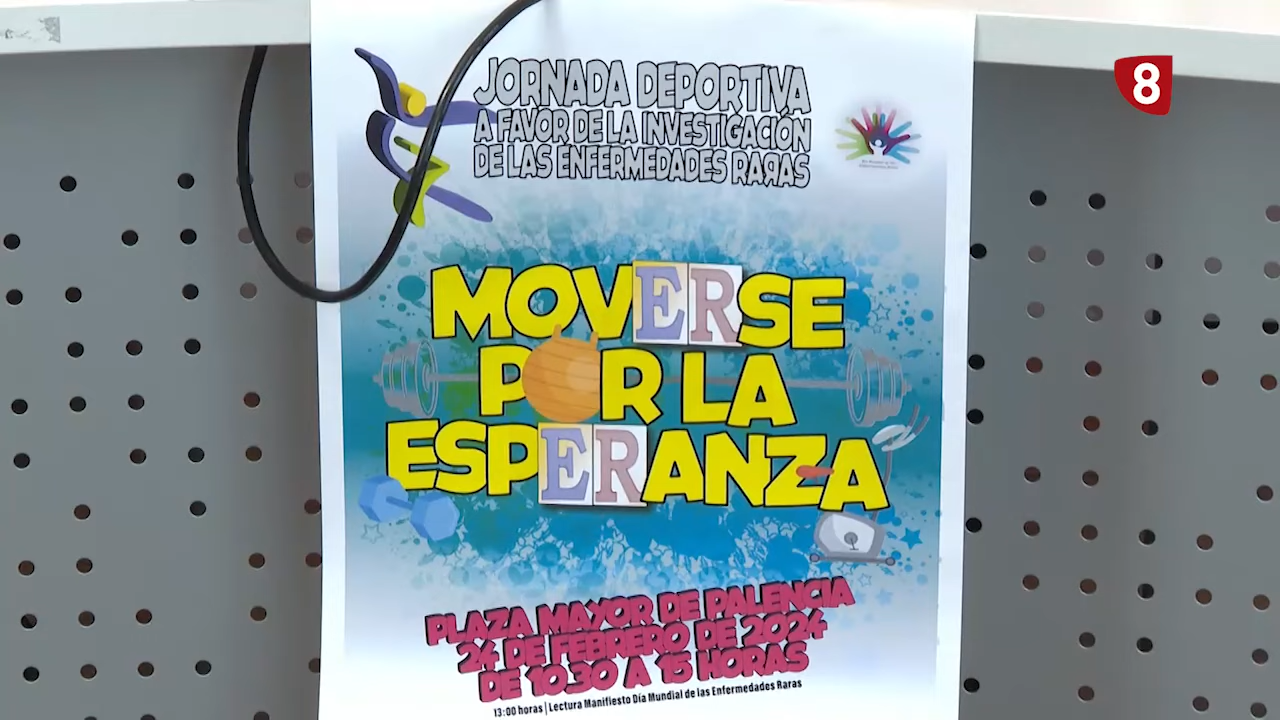 8
JORNADA DEPORTIVA
A FAVOR DE LA INVESTIGACIÓN
DE LAS ENFERMEDADES RARAS
MOVERSE
POR LA
ESPERANZA
PLAZA MAYOR DE PALENCIA
24 DE FEBRERO DE 2024
DE 10.30 A 15 HORAS
13:00 horas | Lectura Manifiesto Día Mundial de las Enfermedades Raras